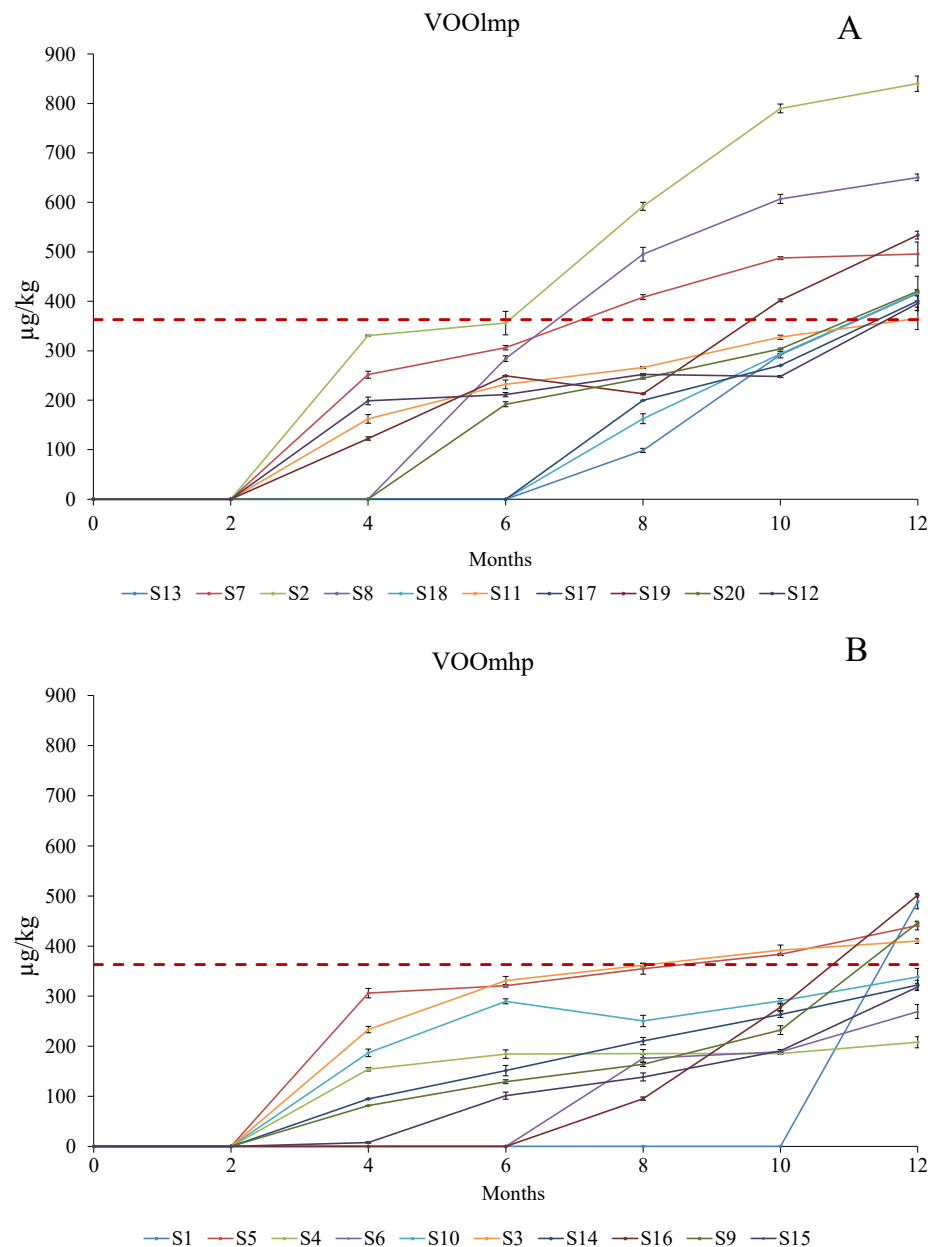 VOOlmp
A
900
800
700
600
500
400
300
200
100
0
µg/kg
0 2 4 6 8 10 12
Months
S13 S7 S2 S8 S18 S11 S17 S19 S20 S12
VOOmhp
B
900
800
700
600
500
400
300
200
100
0
µg/kg
0 2 4 6 8 10 12
Months
S1 S5 S4 S6 S10 S3 S14 S16 S9 S15